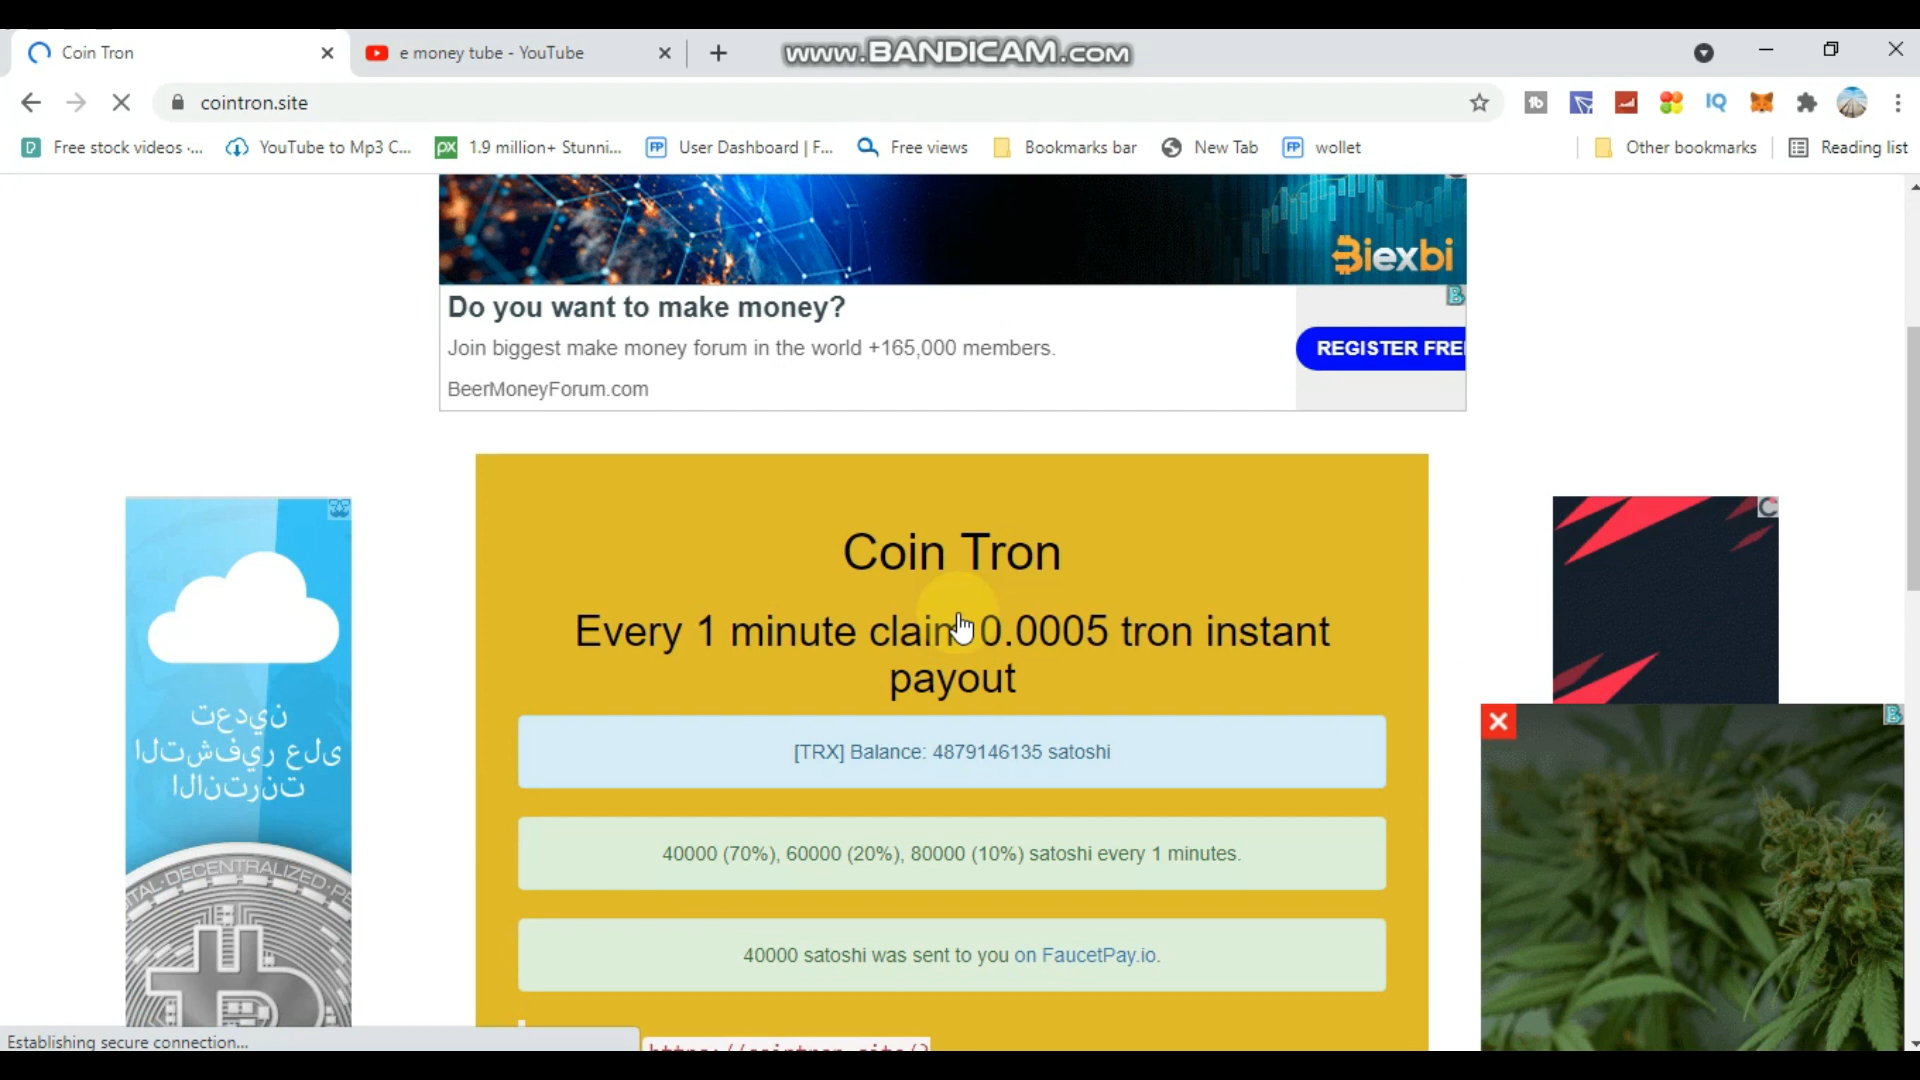 Coin Tron
e money tube - YouTube
www.BANDICAM.com
cointron.site
Free stock videos ·...
YouTube to Mp3 C...
1.9 million+ Stunni...
User Dashboard | F...
Free views
Bookmarks bar
New Tab
wollet
Other bookmarks
Reading list
Biexbi
Do you want to make money?
Join biggest make money forum in the world +165,000 members.
BeerMoneyForum.com
REGISTER FREE
Coin Tron
Every 1 minute claim 0.0005 tron instant
payout
[TRX] Balance: 4879146135 satoshi
40000 (70%), 60000 (20%), 80000 (10%) satoshi every 1 minutes.
40000 satoshi was sent to you on FaucetPay.io.
تعدين
التشفير على
الانترنت
DECENTRALIZED
Establishing secure connection...